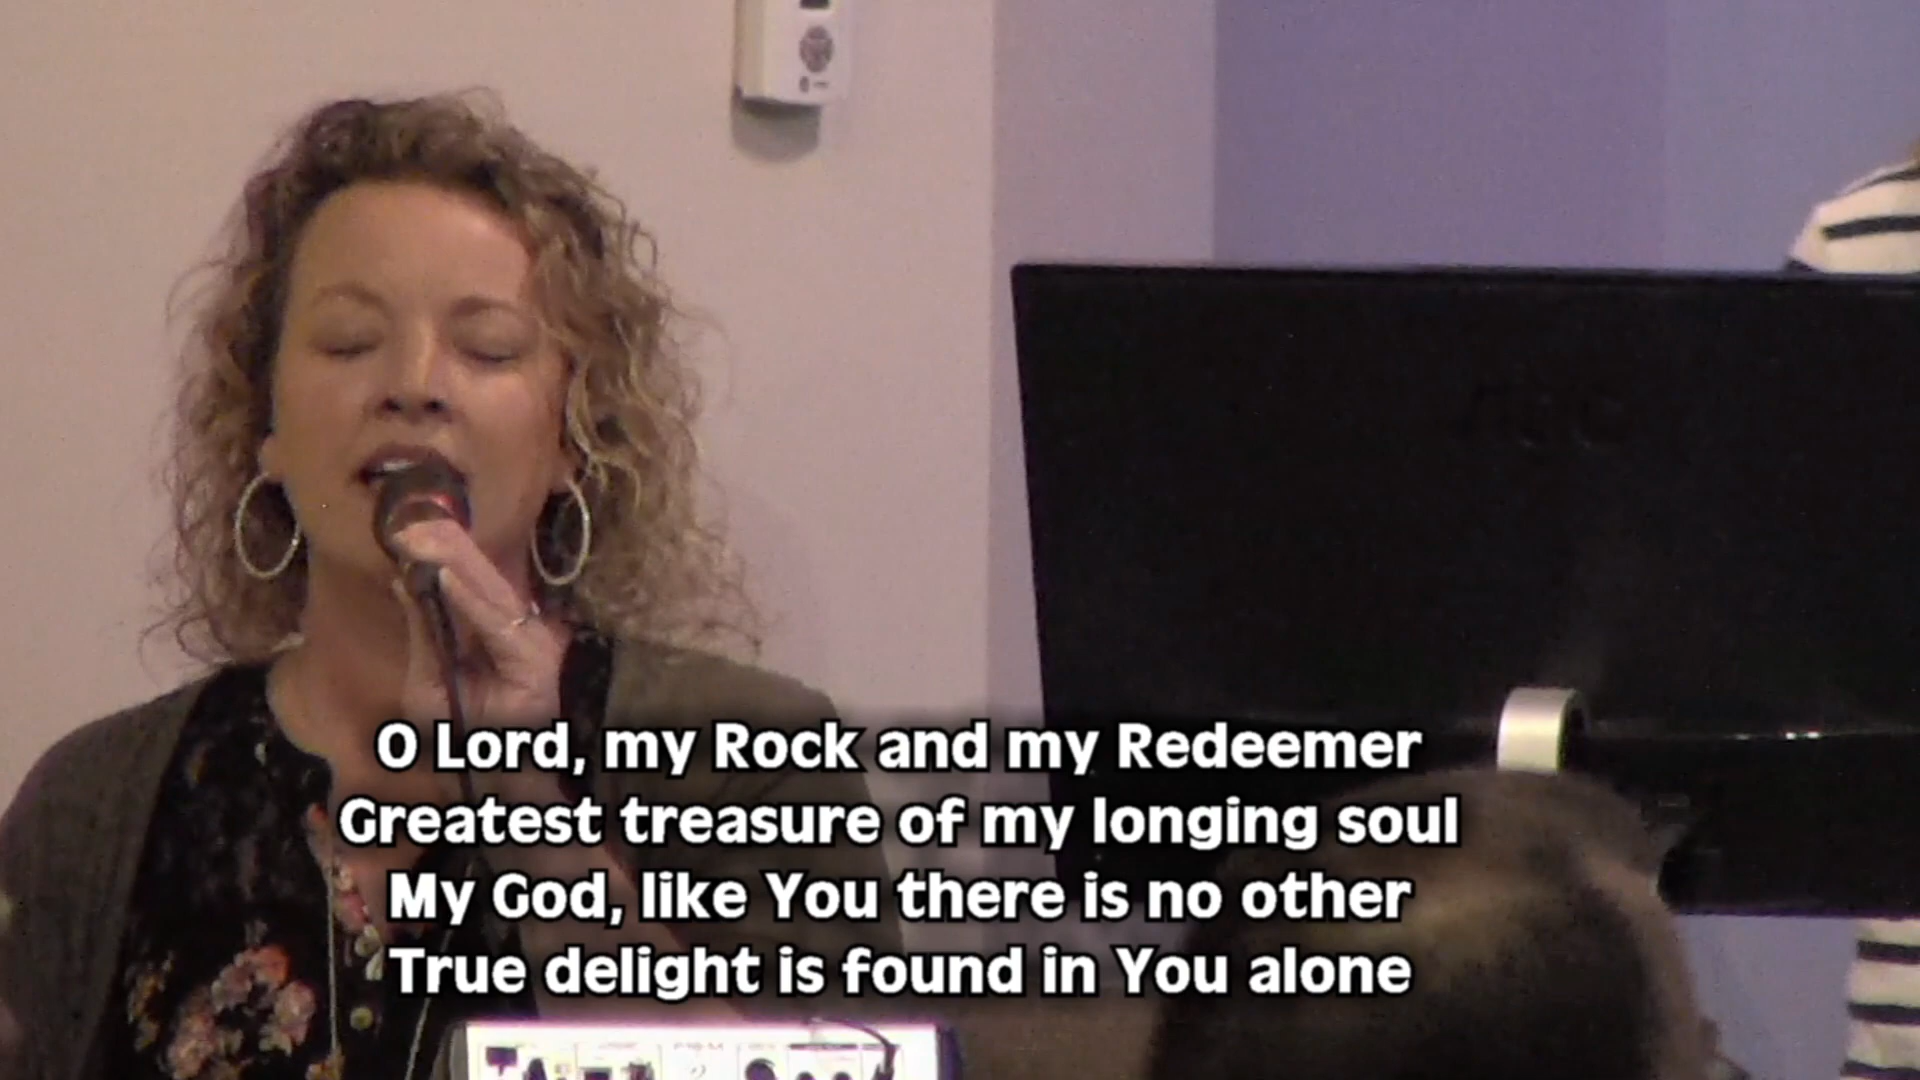 O Lord, my Rock and my Redeemer
Greatest treasure of my longing soul
My God, like You there is no other
True delight is found in You alone